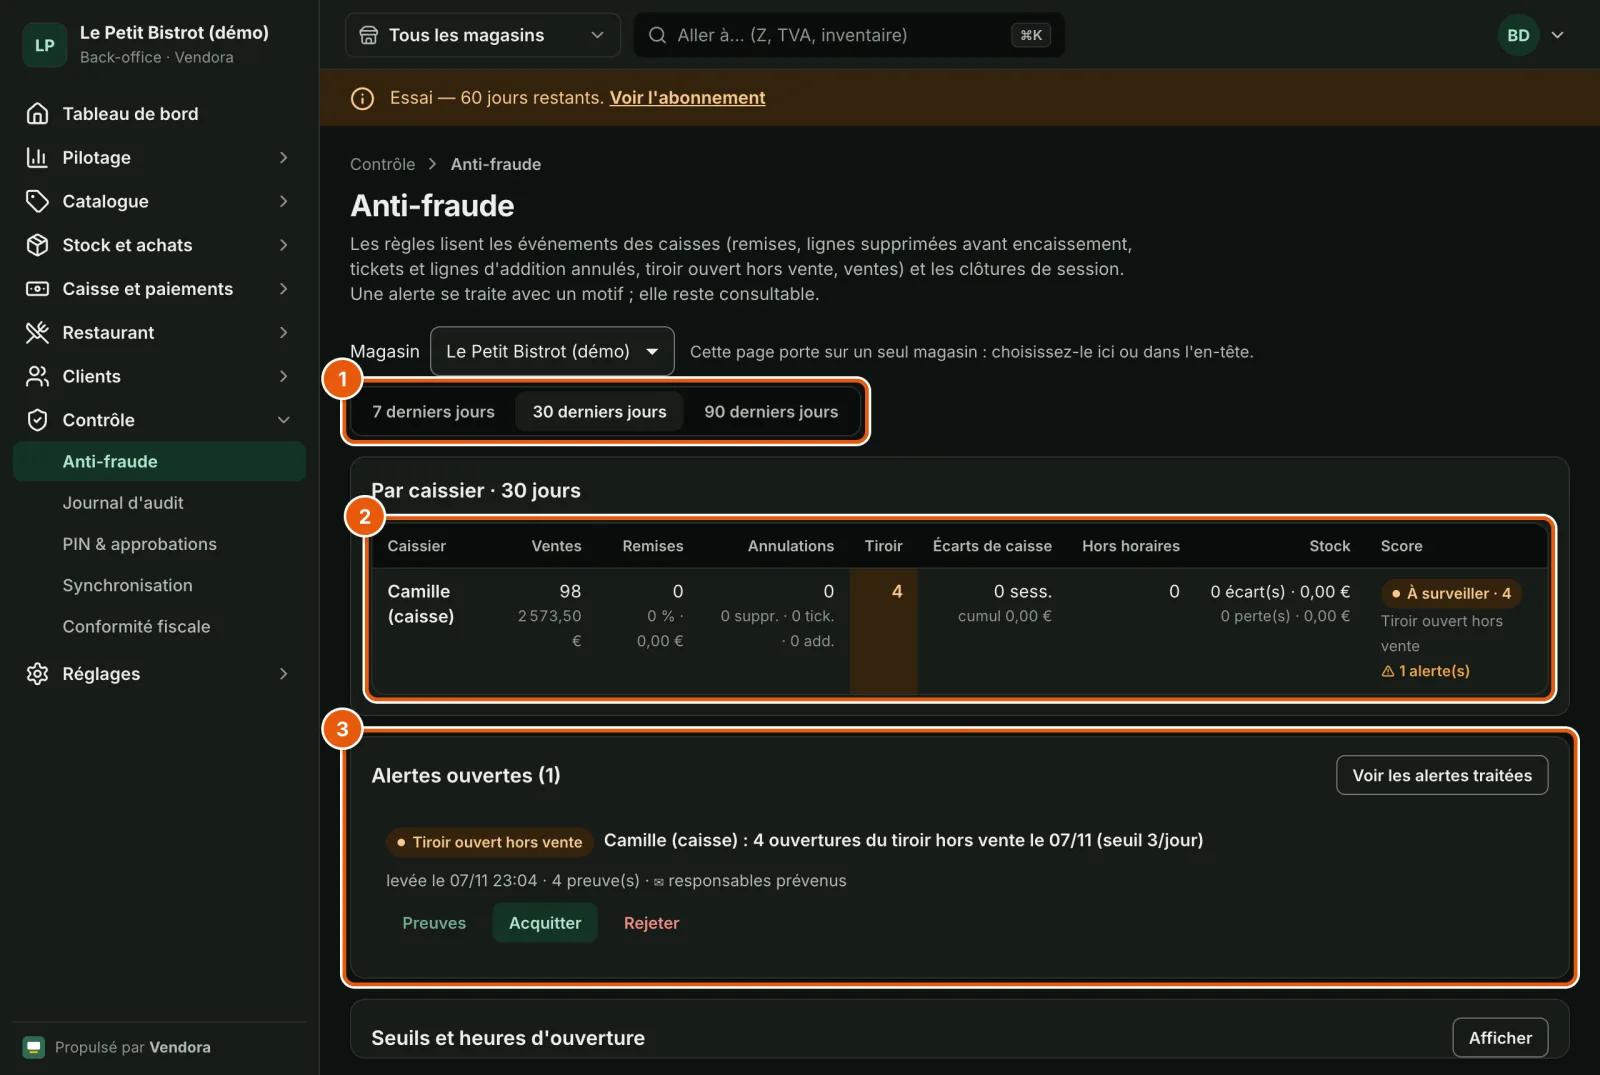 LP
Le Petit Bistrot (démo)
Back-office · Vendora
Tous les magasins
Aller à... (Z, TVA, inventaire)
⌘K
BD
Essai — 60 jours restants. Voir l'abonnement
Tableau de bord
Pilotage
Catalogue
Stock et achats
Caisse et paiements
Restaurant
Clients
Contrôle
Anti-fraude
Journal d'audit
PIN & approbations
Synchronisation
Conformité fiscale
Réglages
Propulsé par Vendora
Contrôle > Anti-fraude
Anti-fraude
Les règles lisent les événements des caisses (remises, lignes supprimées avant encaissement,
tickets et lignes d'addition annulés, tiroir ouvert hors vente, ventes) et les clôtures de session.
Une alerte se traite avec un motif ; elle reste consultable.
Magasin Le Petit Bistrot (démo) Cette page porte sur un seul magasin : choisissez-le ici ou dans l'en-tête.
1
7 derniers jours 30 derniers jours 90 derniers jours
Par caissier · 30 jours
2
Caissier Ventes Remises Annulations Tiroir Écarts de caisse Hors horaires Stock Score
Camille 98 0 0 4 0 sess. 0 0 écart(s) · 0,00 € À surveiller · 4
(caisse) 2 573,50 0 % · 0 suppr. · 0 tick. cumul 0,00 € 0 perte(s) · 0,00 € Tiroir ouvert hors
€ 0,00 € · 0 add. vente
1 alerte(s)
3
Alertes ouvertes (1) Voir les alertes traitées
Tiroir ouvert hors vente Camille (caisse) : 4 ouvertures du tiroir hors vente le 07/11 (seuil 3/jour)
levée le 07/11 23:04 · 4 preuve(s) · ✉ responsables prévenus
Preuves Acquitter Rejeter
Seuils et heures d'ouverture Afficher